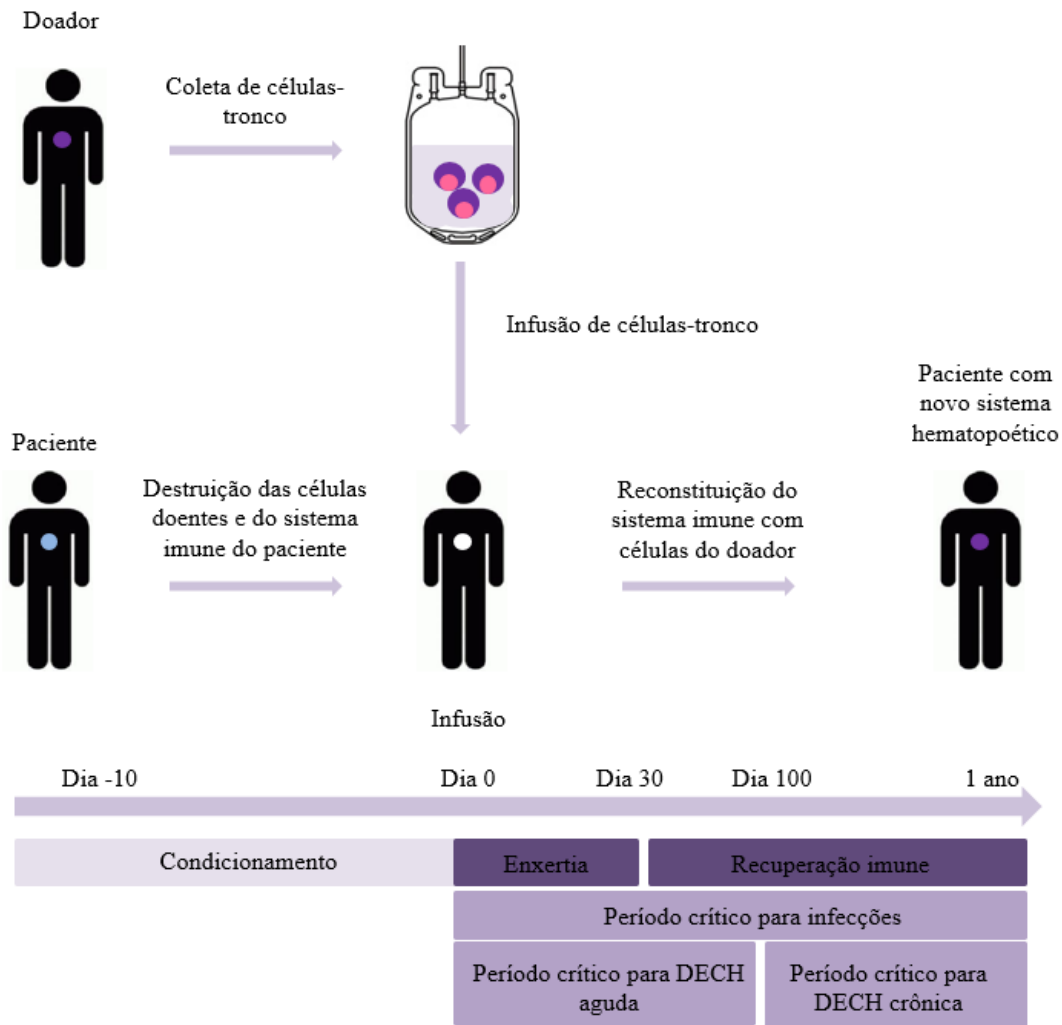 Doador
Coleta de células-
tronco
Infusão de células-tronco
Paciente com
novo sistema
hematopoético
Paciente
Destruição das células
doentes e do sistema
imune do paciente
Reconstituição do
sistema imune com
células do doador
Infusão
Dia -10
Dia 0
Dia 30
Dia 100
1 ano
Condicionamento
Enxertia
Recuperação imune
Período crítico para infecções
Período crítico para DECH
aguda
Período crítico para
DECH crônica